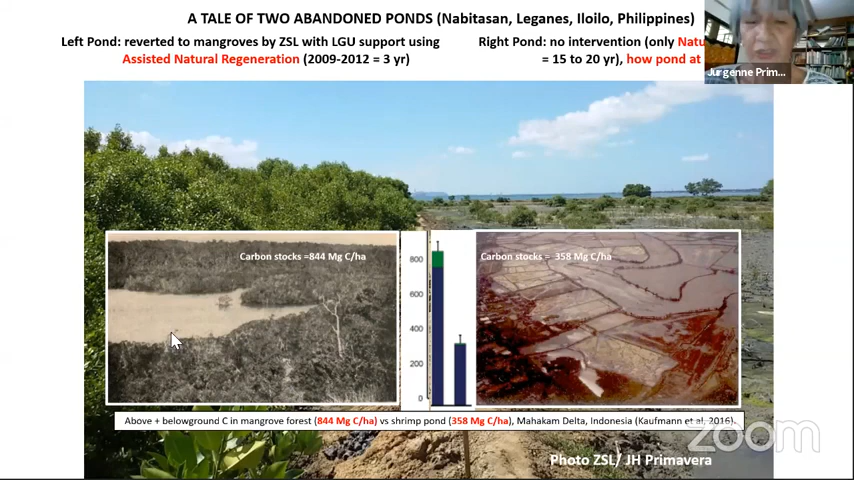 A TALE OF TWO ABANDONED PONDS (Nabitasan, Leganes, Iloilo, Philippines)
Left Pond: reverted to mangroves by ZSL with LGU support using
Assisted Natural Regeneration (2009-2012 = 3 yr)
Right Pond: no intervention (only
= 15 to 20 yr), how pond at
Jurgenne Prim...
Carbon stocks =844 Mg C/ha
800
600
400
200
0
Carbon stocks = 358 Mg C/ha
Above + belowground C in mangrove forest (844 Mg C/ha) vs shrimp pond (358 Mg C/ha), Mahakam Delta, Indonesia (Kaufmann et al, 2016).
zoom
Photo ZSL/ JH Primavera